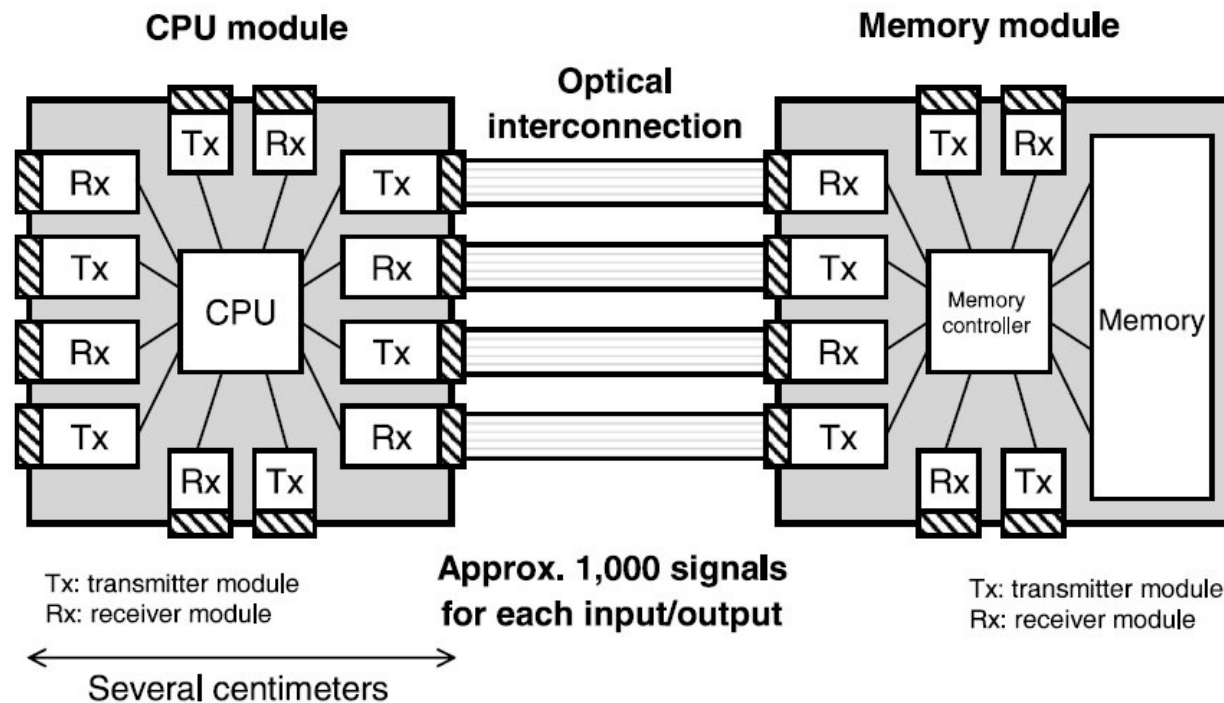 CPU module
Memory module
Optical
interconnection
Tx
Rx
Tx
Rx
Rx
Tx
Rx
Tx
Rx
Tx
CPU
Tx
Rx
Tx
Rx
Rx
Tx
Rx
Tx
Rx
Tx
Memory
controller
Memory
Rx
Tx
Rx
Tx
Approx. 1,000 signals
for each input/output
Tx: transmitter module
Rx: receiver module
Tx: transmitter module
Rx: receiver module
Several centimeters